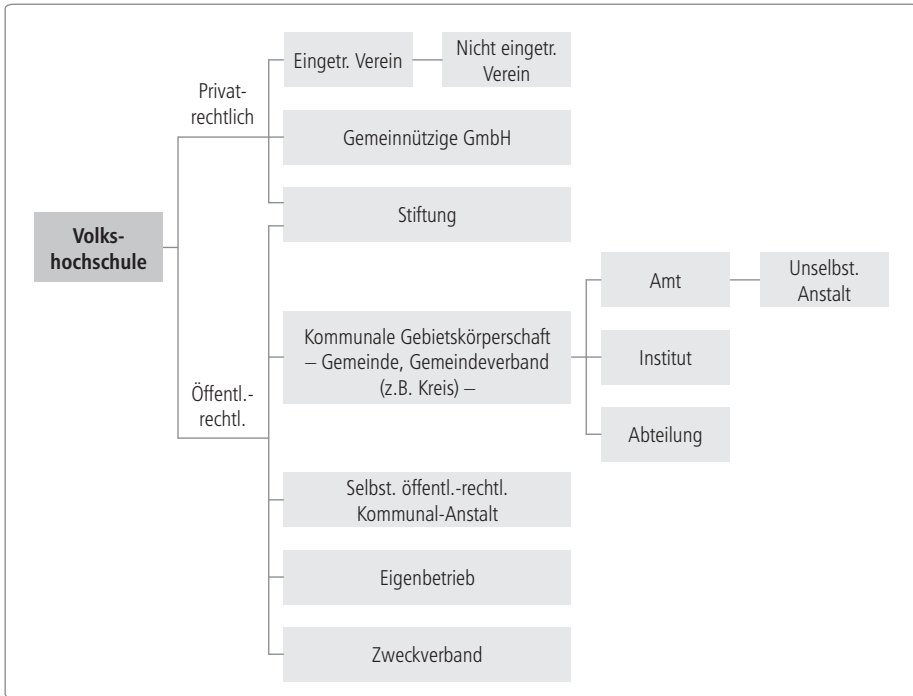 Eingetr. Verein
Nicht eingetr.
Verein
Privat-
rechtlich
Gemeinnützige GmbH
Stiftung
Volks-
hochschule
Amt
Unselbst.
Anstalt
Kommunale Gebietskörperschaft
– Gemeinde, Gemeindeverband
(z.B. Kreis) –
Institut
Öffentl.-
rechtl.
Abteilung
Selbst. öffentl.-rechtl.
Kommunal-Anstalt
Eigenbetrieb
Zweckverband